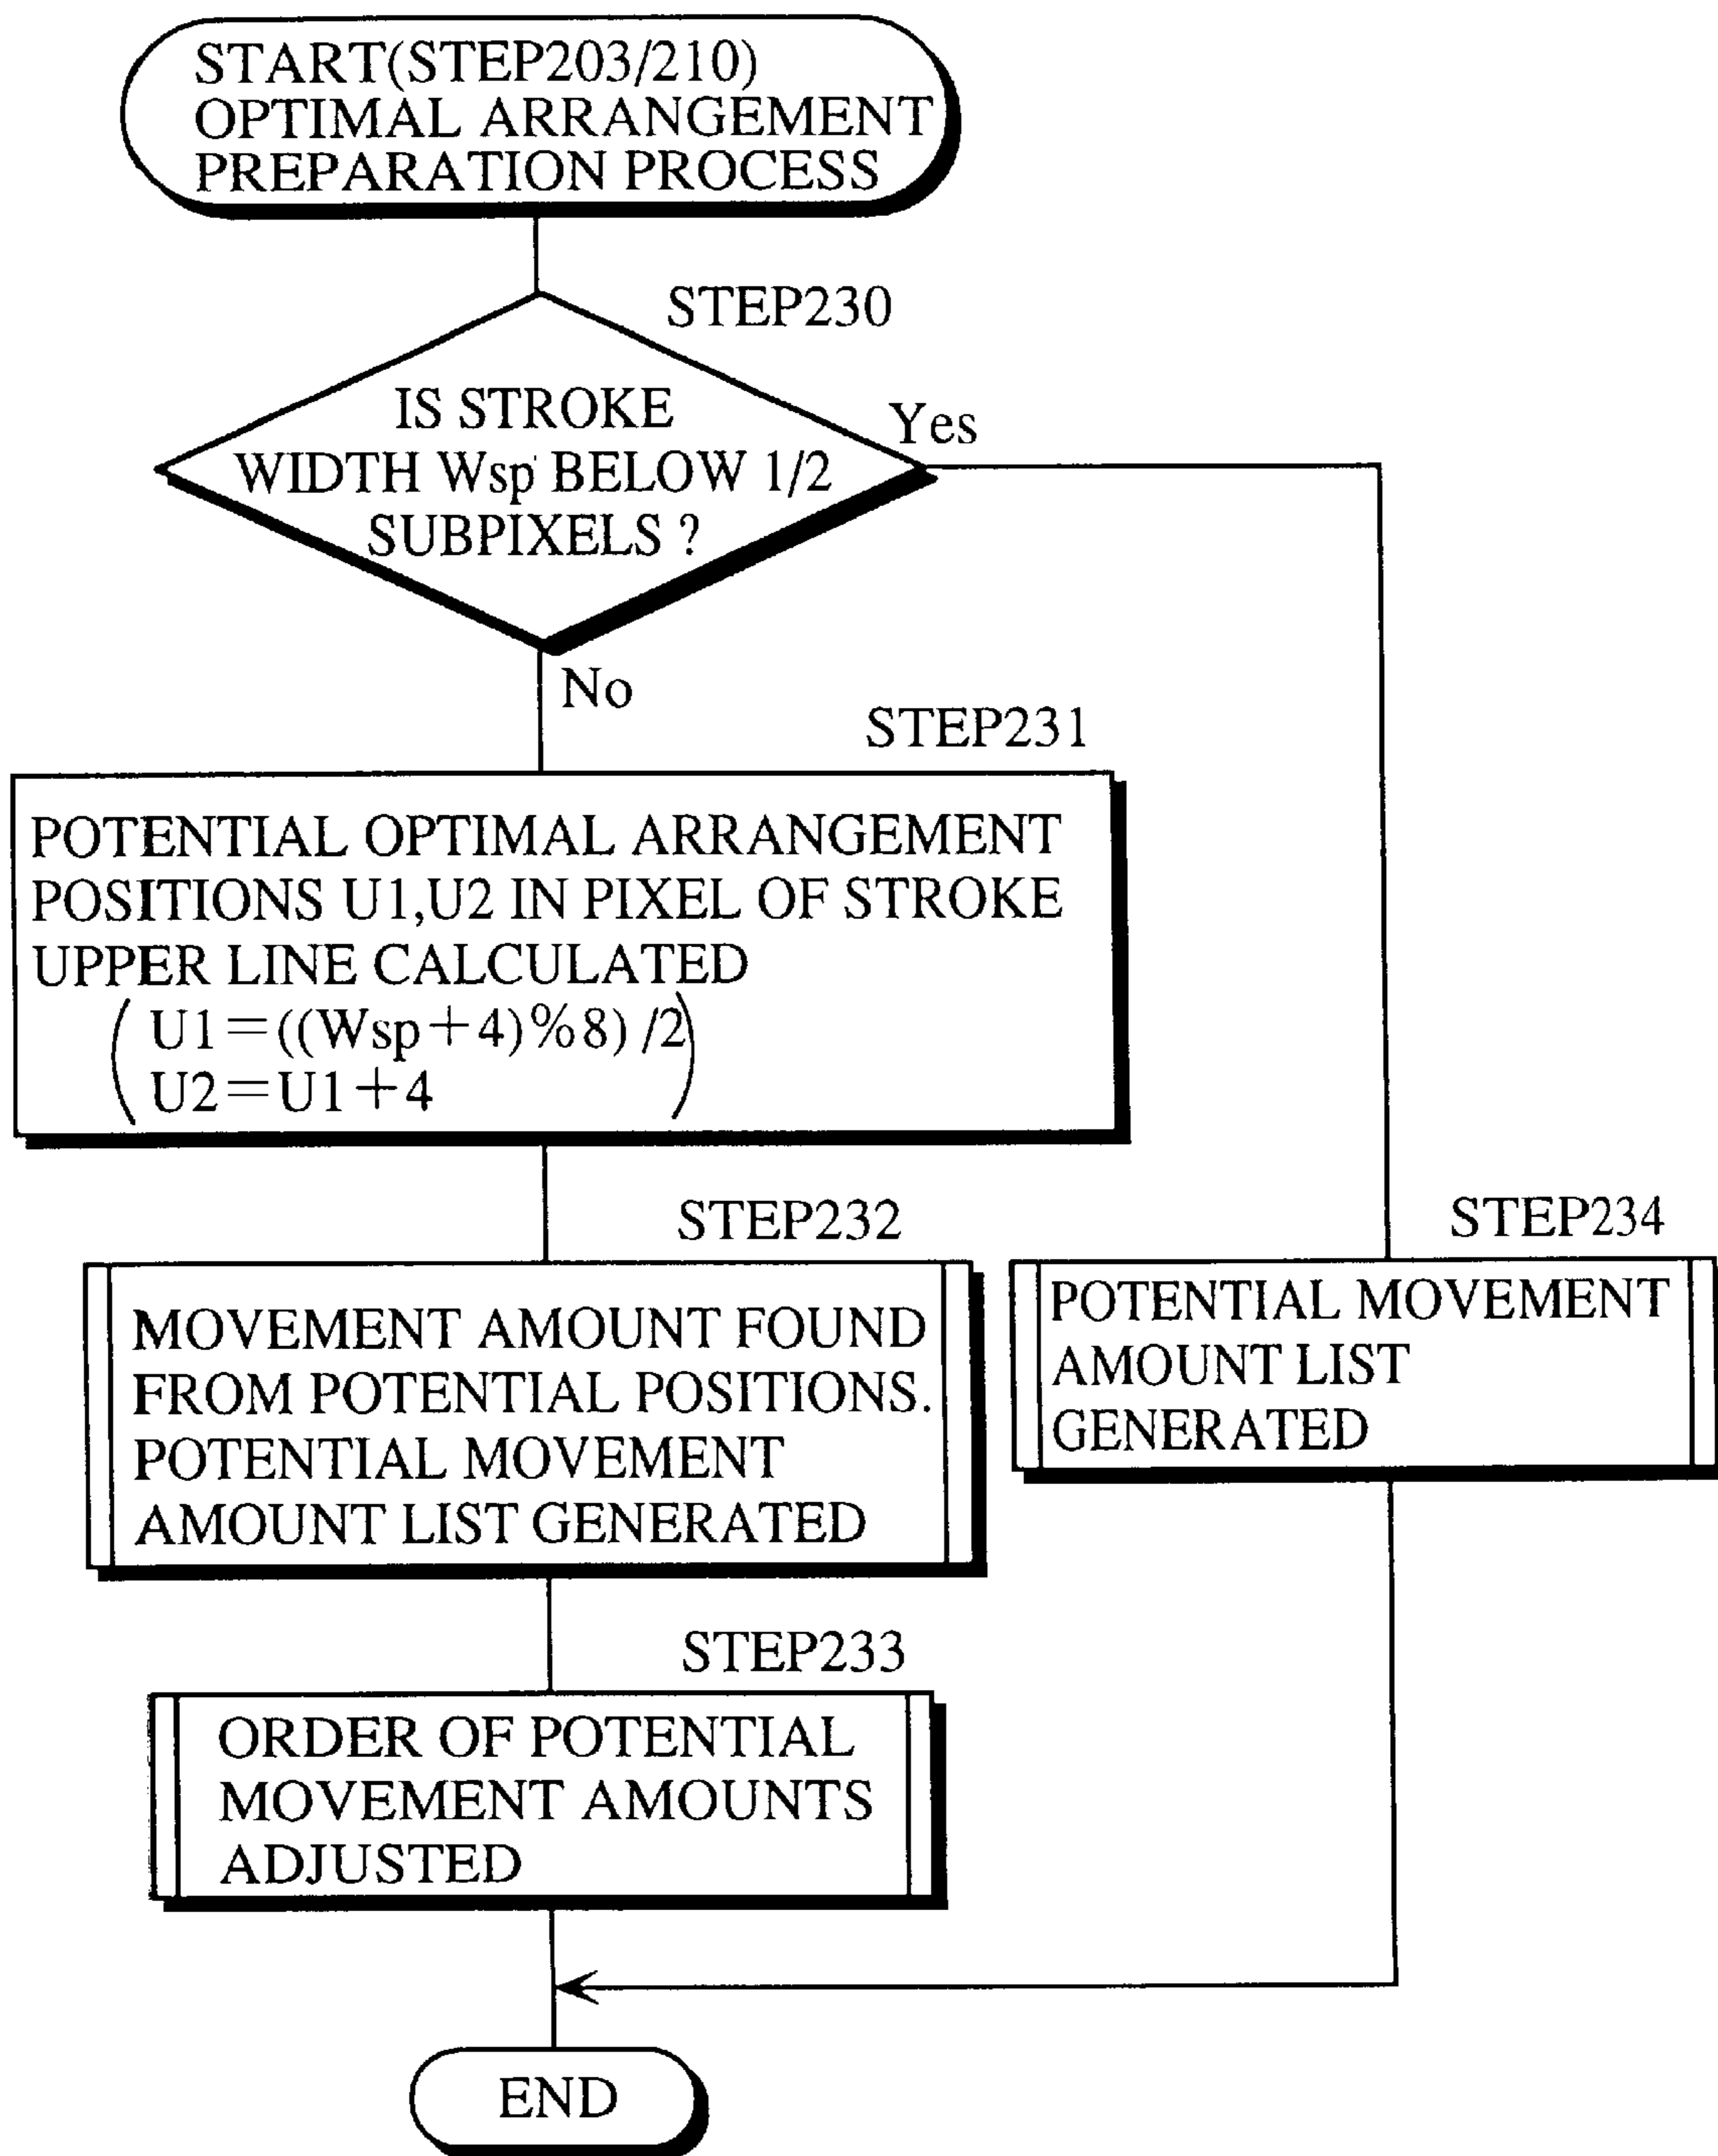 START(STEP203/210)
OPTIMAL ARRANGEMENT
PREPARATION PROCESS
STEP230
IS STROKE
WIDTH Wsp BELOW 1/2
SUBPIXELS ?
Yes
No
STEP231
POTENTIAL OPTIMAL ARRANGEMENT
POSITIONS U1,U2 IN PIXEL OF STROKE
UPPER LINE CALCULATED
( U1=((Wsp+4)%8) /2
U2=U1+4 )
STEP232
MOVEMENT AMOUNT FOUND
FROM POTENTIAL POSITIONS.
POTENTIAL MOVEMENT
AMOUNT LIST GENERATED
STEP234
POTENTIAL MOVEMENT
AMOUNT LIST
GENERATED
STEP233
ORDER OF POTENTIAL
MOVEMENT AMOUNTS
ADJUSTED
END